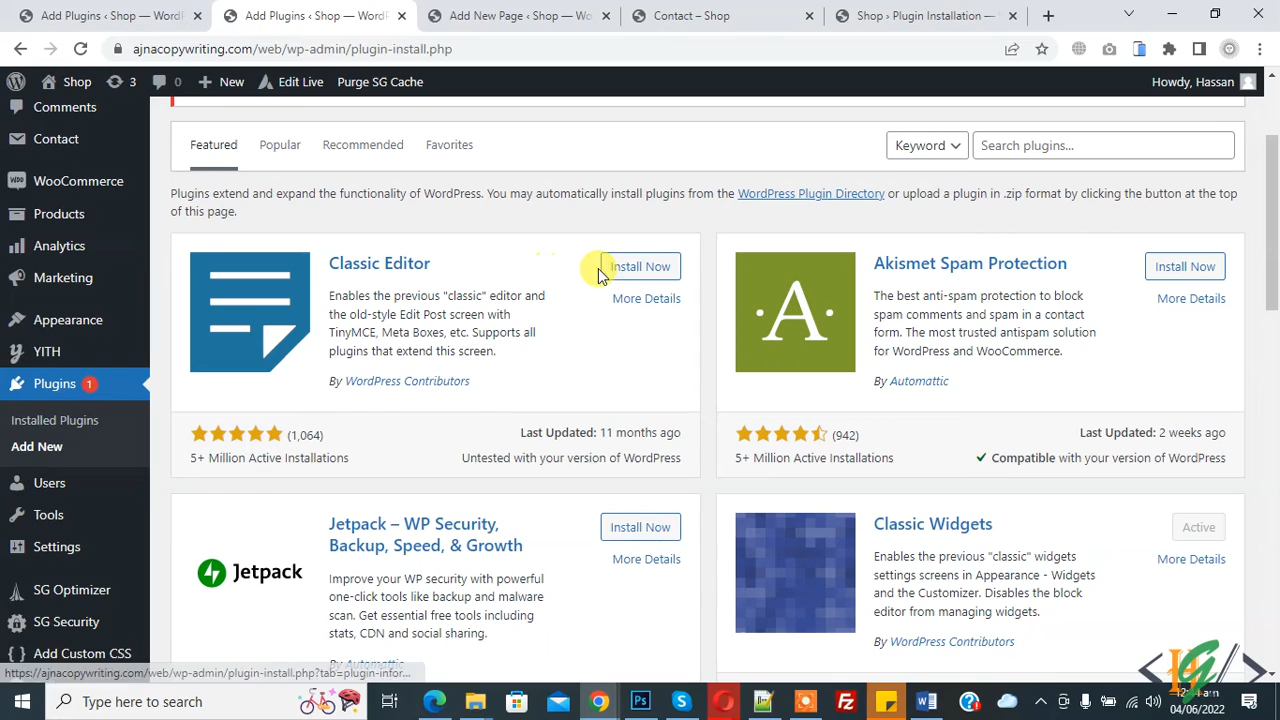 Add Plugins ‹ Shop — WordP
Add Plugins ‹ Shop — WordP
Add New Page ‹ Shop — Wo
Contact – Shop
Shop › Plugin Installation —
ajnacopywriting.com/web/wp-admin/plugin-install.php
Shop
3
0
New
Edit Live
Purge SG Cache
Howdy, Hassan
Comments
Contact
WooCommerce
Products
Analytics
Marketing
Appearance
YITH
Plugins 1
Installed Plugins
Add New
Users
Tools
Settings
SG Optimizer
SG Security
Add Custom CSS
Featured
Popular
Recommended
Favorites
Keyword
Search plugins...
Plugins extend and expand the functionality of WordPress. You may automatically install plugins from the WordPress Plugin Directory or upload a plugin in .zip format by clicking the button at the top
of this page.
Classic Editor
Install Now
More Details
Enables the previous "classic" editor and
the old-style Edit Post screen with
TinyMCE, Meta Boxes, etc. Supports all
plugins that extend this screen.
By WordPress Contributors
(1,064)
Last Updated: 11 months ago
5+ Million Active Installations
Untested with your version of WordPress
·A·
Akismet Spam Protection
Install Now
More Details
The best anti-spam protection to block
spam comments and spam in a contact
form. The most trusted antispam solution
for WordPress and WooCommerce.
By Automattic
(942)
Last Updated: 2 weeks ago
5+ Million Active Installations
Compatible with your version of WordPress
Jetpack
Jetpack – WP Security,
Backup, Speed, & Growth
Install Now
More Details
Improve your WP security with powerful
one-click tools like backup and malware
scan. Get essential free tools including
stats, CDN and social sharing.
By Automattic
Classic Widgets
Active
More Details
Enables the previous "classic" widgets
settings screens in Appearance - Widgets
and the Customizer. Disables the block
editor from managing widgets.
By WordPress Contributors
https://ajnacopywriting.com/web/wp-admin/plugin-install.php?tab=plugin-infor...
Type here to search
Ps
04/06/2022